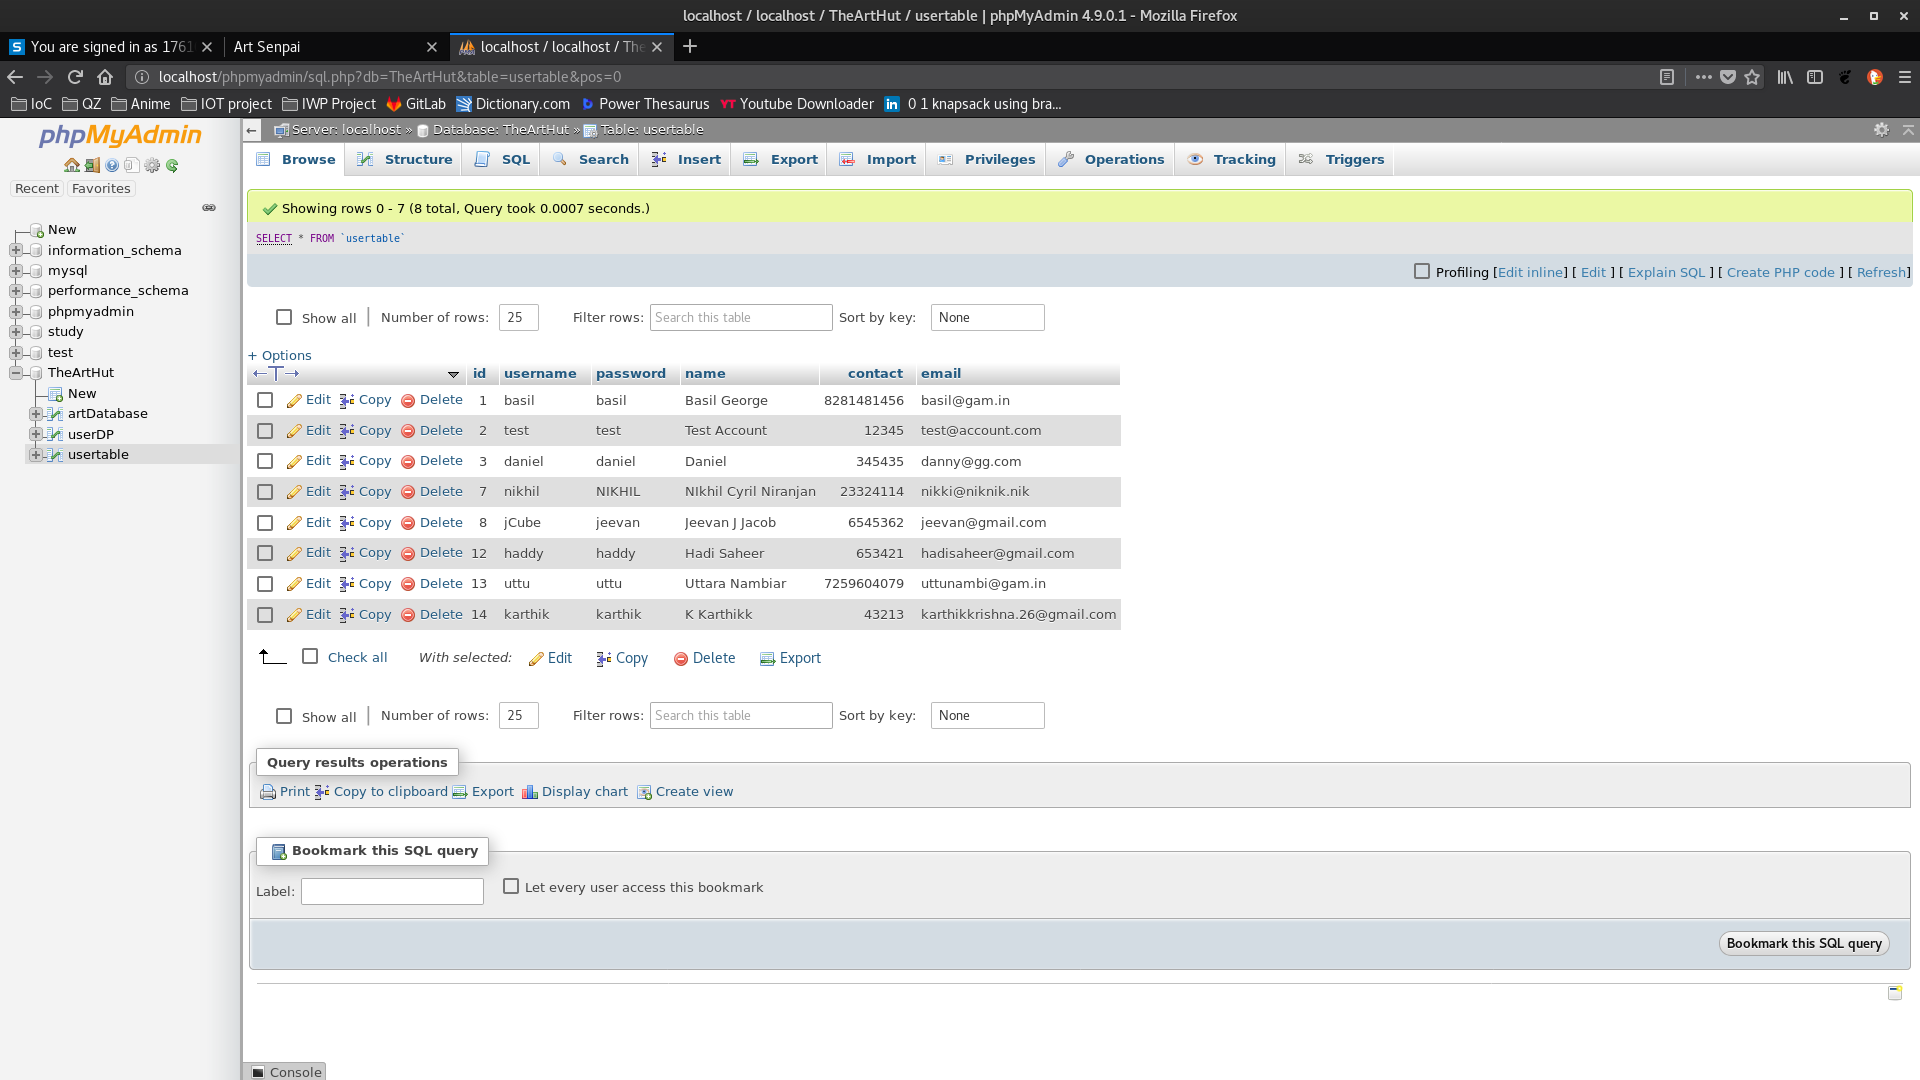 localhost / localhost / TheArtHut / usertable | phpMyAdmin 4.9.0.1 - Mozilla Firefox
You are signed in as 1761
Art Senpai
localhost / localhost / The
localhost/phpmyadmin/sql.php?db=TheArtHut&table=usertable&pos=0
IoC QZ Anime IOT project IWP Project GitLab Dictionary.com Power Thesaurus YT Youtube Downloader in 0 1 knapsack using bra...
phpMyAdmin
Recent Favorites
New
information_schema
mysql
performance_schema
phpmyadmin
study
test
TheArtHut
New
artDatabase
userDP
usertable
Server: localhost » Database: TheArtHut » Table: usertable
Browse Structure SQL Search Insert Export Import Privileges Operations Tracking Triggers
Showing rows 0 - 7 (8 total, Query took 0.0007 seconds.)
SELECT * FROM `usertable`
Profiling [Edit inline] [ Edit ] [ Explain SQL ] [ Create PHP code ] [ Refresh]
Show all Number of rows: 25 Filter rows: Search this table Sort by key: None
+ Options
id username password name contact email
Edit Copy Delete 1 basil basil Basil George 8281481456 basil@gam.in
Edit Copy Delete 2 test test Test Account 12345 test@account.com
Edit Copy Delete 3 daniel daniel Daniel 345435 danny@gg.com
Edit Copy Delete 7 nikhil NIKHIL NIkhil Cyril Niranjan 23324114 nikki@niknik.nik
Edit Copy Delete 8 jCube jeevan Jeevan J Jacob 6545362 jeevan@gmail.com
Edit Copy Delete 12 haddy haddy Hadi Saheer 653421 hadisaheer@gmail.com
Edit Copy Delete 13 uttu uttu Uttara Nambiar 7259604079 uttunambi@gam.in
Edit Copy Delete 14 karthik karthik K Karthikk 43213 karthikkrishna.26@gmail.com
Check all With selected: Edit Copy Delete Export
Show all Number of rows: 25 Filter rows: Search this table Sort by key: None
Query results operations
Print Copy to clipboard Export Display chart Create view
Bookmark this SQL query
Label: Let every user access this bookmark
Bookmark this SQL query
Console